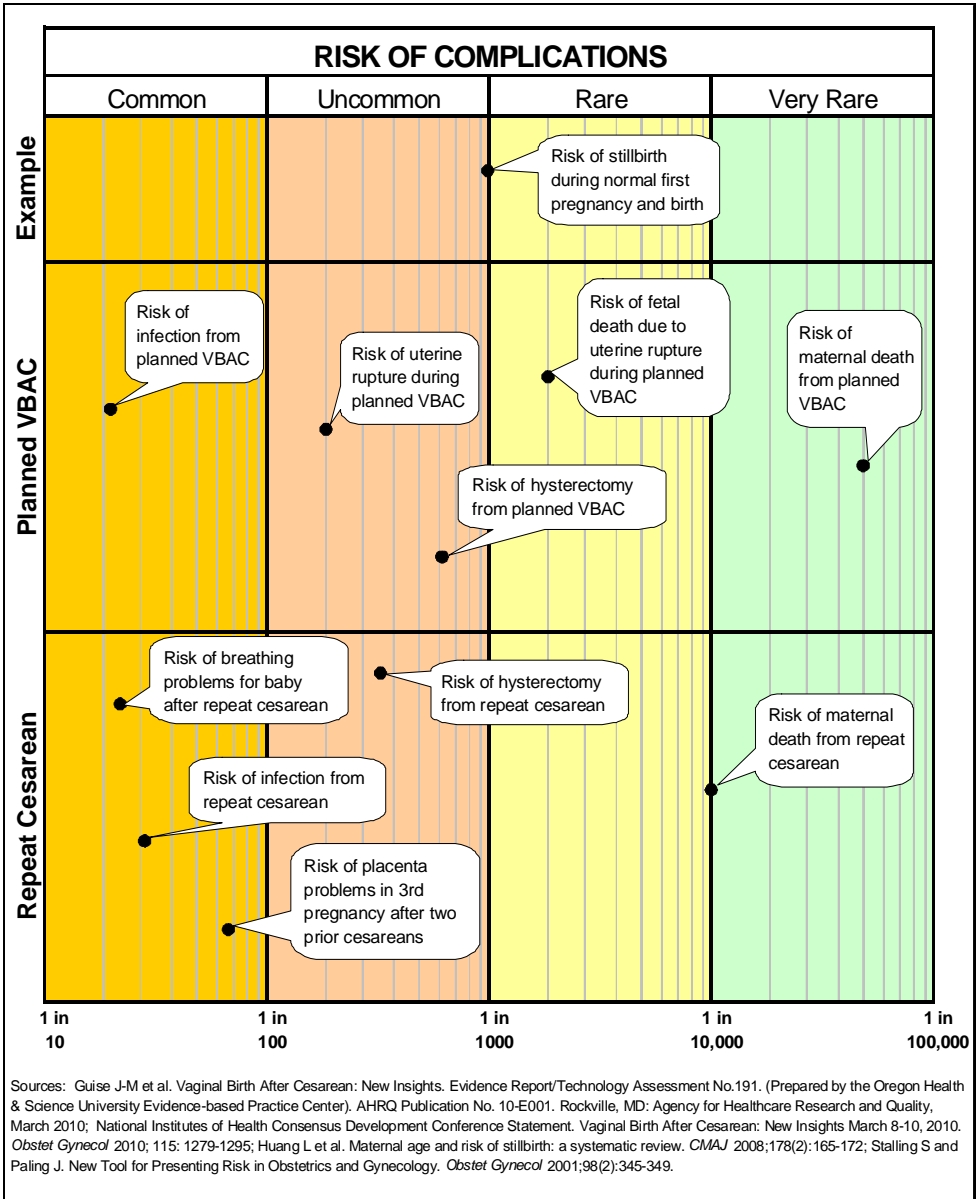 RISK OF COMPLICATIONS
Common
Uncommon
Rare
Very Rare
Example
Risk of stillbirth
during normal first
pregnancy and birth
Planned VBAC
Risk of
infection from
planned VBAC
Risk of uterine
rupture during
planned VBAC
Risk of fetal
death due to
uterine rupture
during planned
VBAC
Risk of
maternal death
from planned
VBAC
Risk of hysterectomy
from planned VBAC
Repeat Cesarean
Risk of breathing
problems for baby
after repeat cesarean
Risk of hysterectomy
from repeat cesarean
Risk of maternal
death from repeat
cesarean
Risk of infection from
repeat cesarean
Risk of placenta
problems in 3rd
pregnancy after two
prior cesareans
1 in
10
1 in
100
1 in
1000
1 in
10,000
1 in
100,000
Sources: Guise J-M et al. Vaginal Birth After Cesarean: New Insights. Evidence Report/Technology Assessment No.191. (Prepared by the Oregon Health
& Science University Evidence-based Practice Center). AHRQ Publication No. 10-E001. Rockville, MD: Agency for Healthcare Research and Quality,
March 2010; National Institutes of Health Consensus Development Conference Statement. Vaginal Birth After Cesarean: New Insights March 8-10, 2010.
Obstet Gynecol 2010; 115: 1279-1295; Huang L et al. Maternal age and risk of stillbirth: a systematic review. CMAJ 2008;178(2):165-172; Stalling S and
Paling J. New Tool for Presenting Risk in Obstetrics and Gynecology. Obstet Gynecol 2001;98(2):345-349.